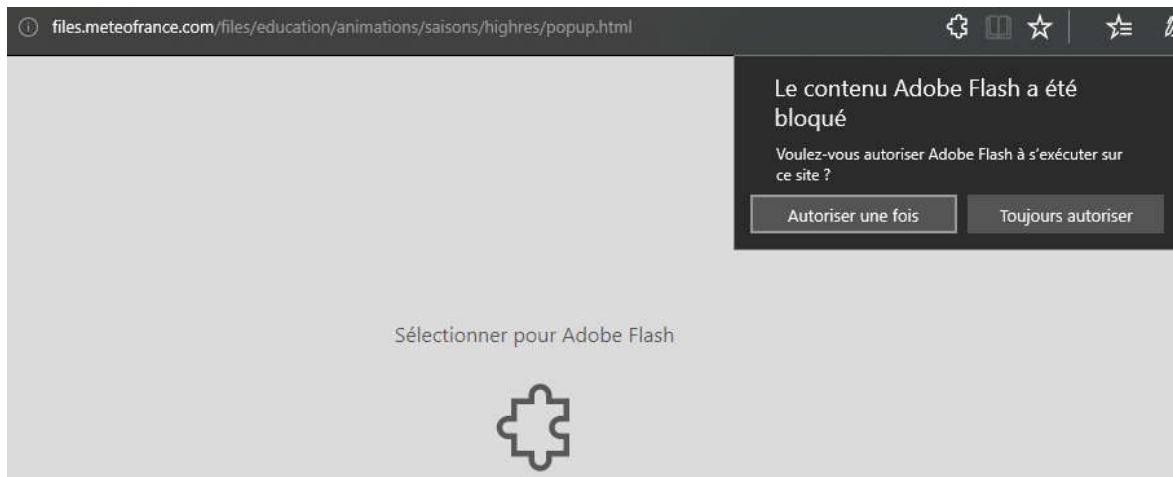 files.meteofrance.com/files/education/animations/saisons/highres/popup.html
Le contenu Adobe Flash a été
bloqué
Voulez-vous autoriser Adobe Flash à s'exécuter sur
ce site ?
Autoriser une fois
Toujours autoriser
Sélectionner pour Adobe Flash